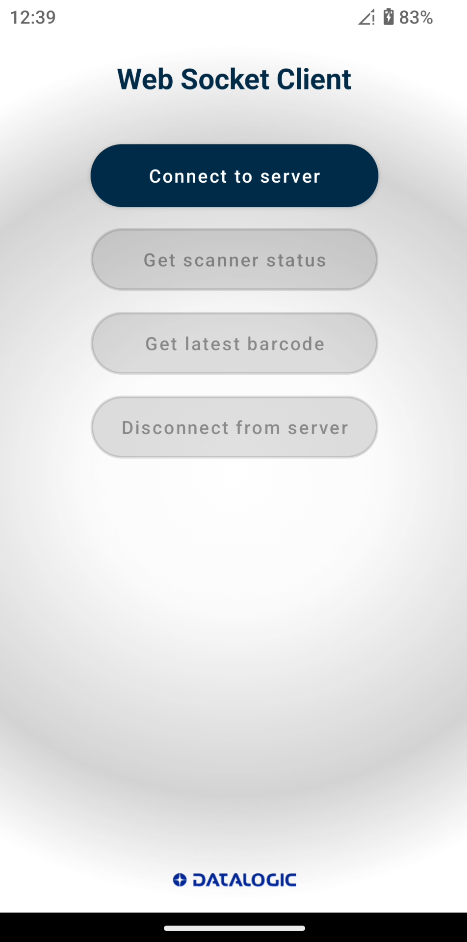 12:39
83%
Web Socket Client
Connect to server
Get scanner status
Get latest barcode
Disconnect from server
DATALOGIC